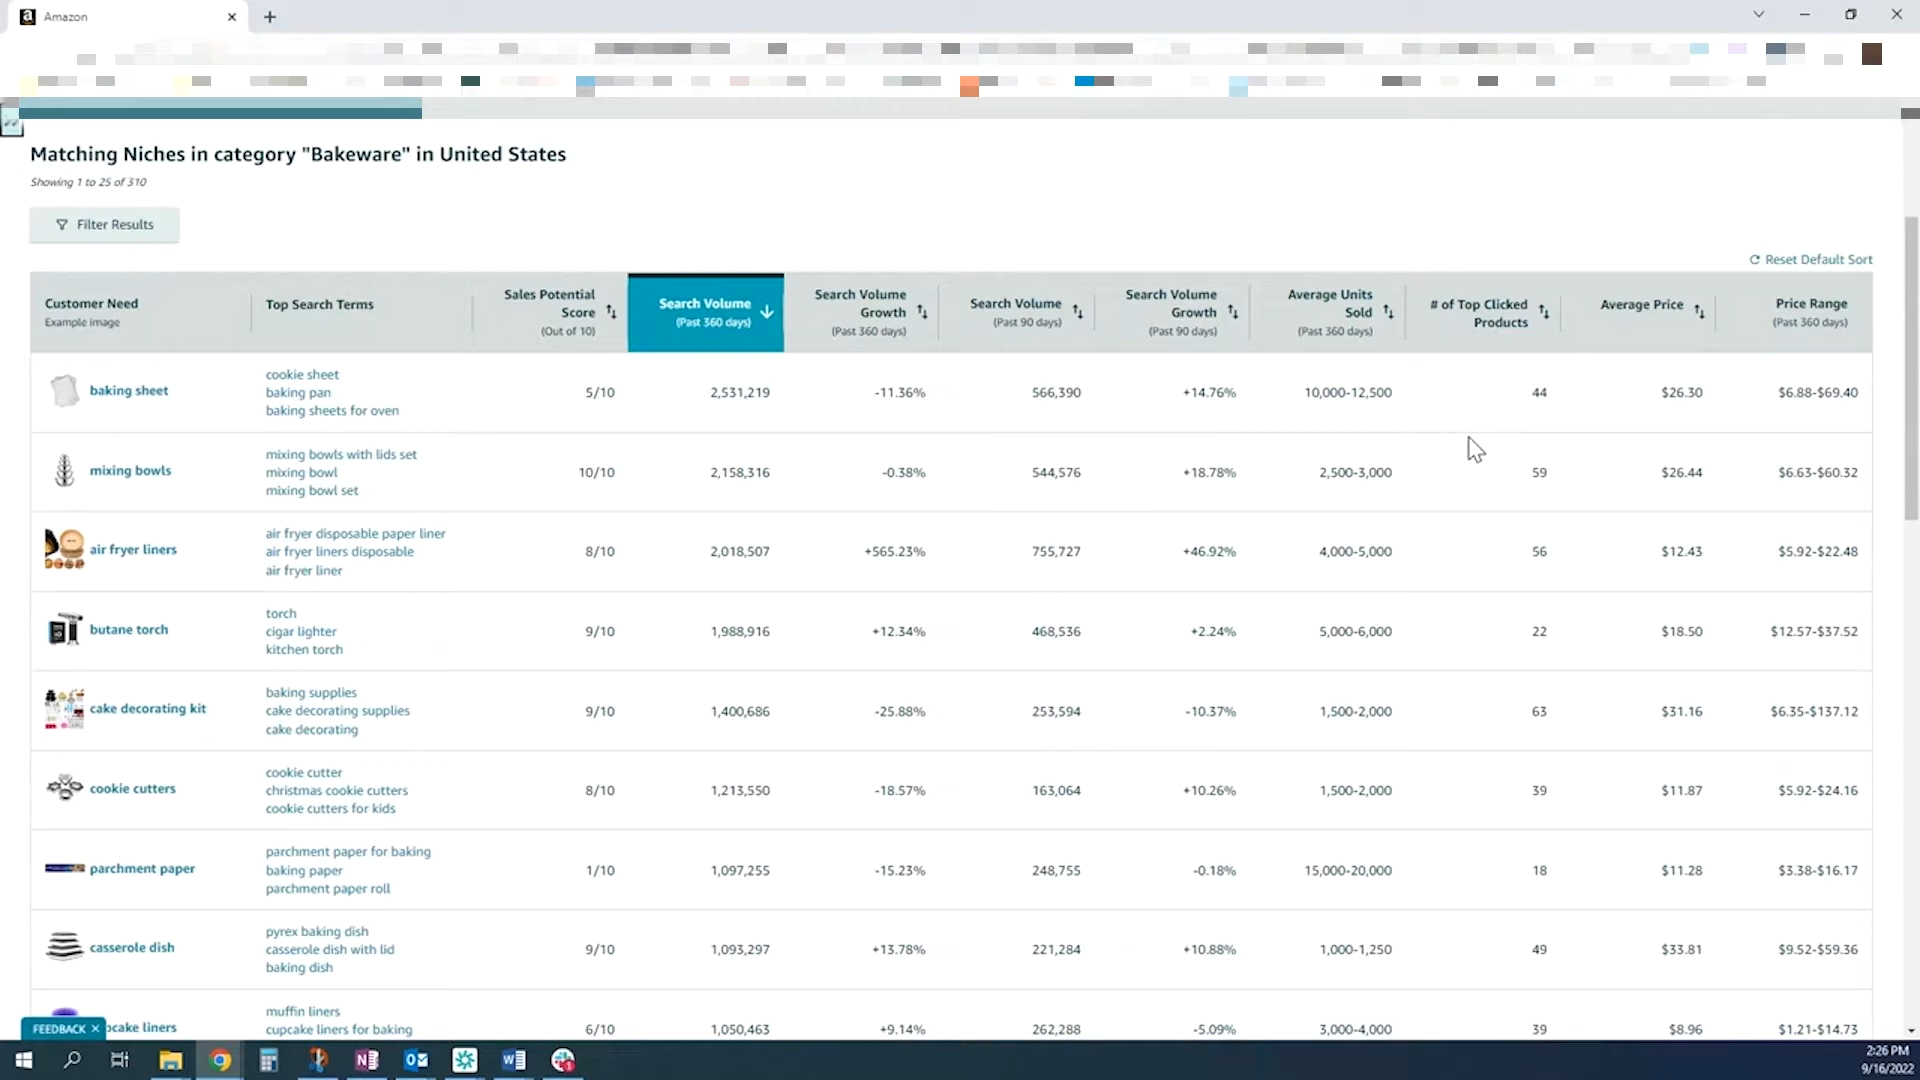 Amazon
Matching Niches in category "Bakeware" in United States
Showing 1 to 25 of 310
Filter Results
Reset Default Sort
Customer Need
Example image
Top Search Terms
Sales Potential Score (Out of 10)
Search Volume (Past 360 days)
Search Volume Growth (Past 360 days)
Search Volume (Past 90 days)
Search Volume Growth (Past 90 days)
Average Units Sold (Past 360 days)
# of Top Clicked Products
Average Price
Price Range (Past 360 days)
baking sheet
cookie sheet
baking pan
baking sheets for oven
5/10 2,531,219 -11.36% 566,390 +14.76% 10,000-12,500 44 $26.30 $6.88-$69.40
mixing bowls
mixing bowls with lids set
mixing bowl
mixing bowl set
10/10 2,158,316 -0.38% 544,576 +18.78% 2,500-3,000 59 $26.44 $6.63-$60.32
air fryer liners
air fryer disposable paper liner
air fryer liners disposable
air fryer liner
8/10 2,018,507 +565.23% 755,727 +46.92% 4,000-5,000 56 $12.43 $5.92-$22.48
butane torch
torch
cigar lighter
kitchen torch
9/10 1,988,916 +12.34% 468,536 +2.24% 5,000-6,000 22 $18.50 $12.57-$37.52
cake decorating kit
baking supplies
cake decorating supplies
cake decorating
9/10 1,400,686 -25.88% 253,594 -10.37% 1,500-2,000 63 $31.16 $6.35-$137.12
cookie cutters
cookie cutter
christmas cookie cutters
cookie cutters for kids
8/10 1,213,550 -18.57% 163,064 +10.26% 1,500-2,000 39 $11.87 $5.92-$24.16
parchment paper
parchment paper for baking
baking paper
parchment paper roll
1/10 1,097,255 -15.23% 248,755 -0.18% 15,000-20,000 18 $11.28 $3.38-$16.17
casserole dish
pyrex baking dish
casserole dish with lid
baking dish
9/10 1,093,297 +13.78% 221,284 +10.88% 1,000-1,250 49 $33.81 $9.52-$59.36
pcake liners
muffin liners
cupcake liners for baking
6/10 1,050,463 +9.14% 262,288 -5.09% 3,000-4,000 39 $8.96 $1.21-$14.73
FEEDBACK
2:26 PM
9/16/2022